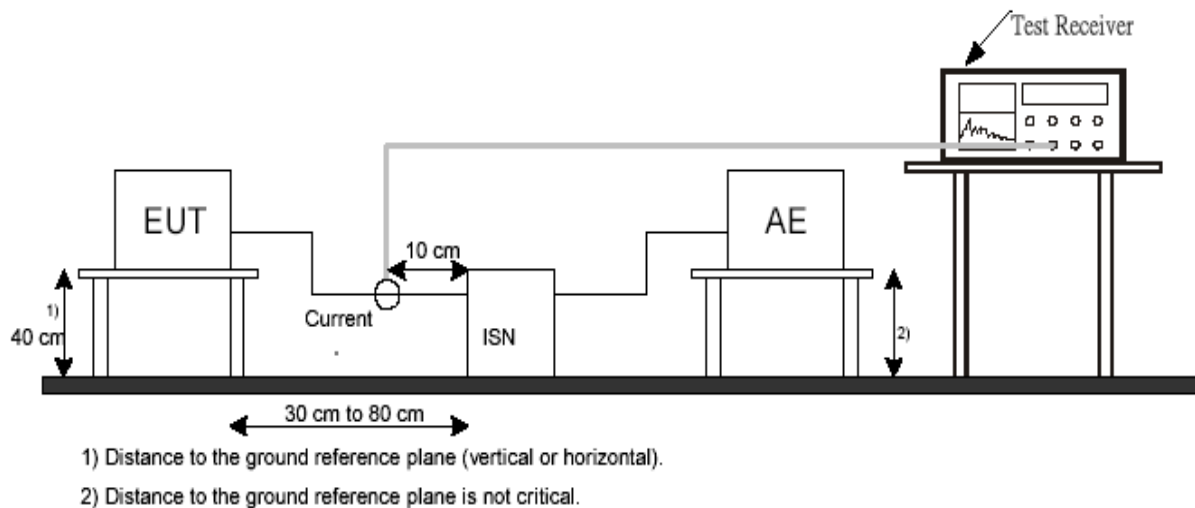 Test Receiver
EUT
AE
10 cm
1)
40 cm
Current
ISN
2)
30 cm to 80 cm
1) Distance to the ground reference plane (vertical or horizontal).
2) Distance to the ground reference plane is not critical.